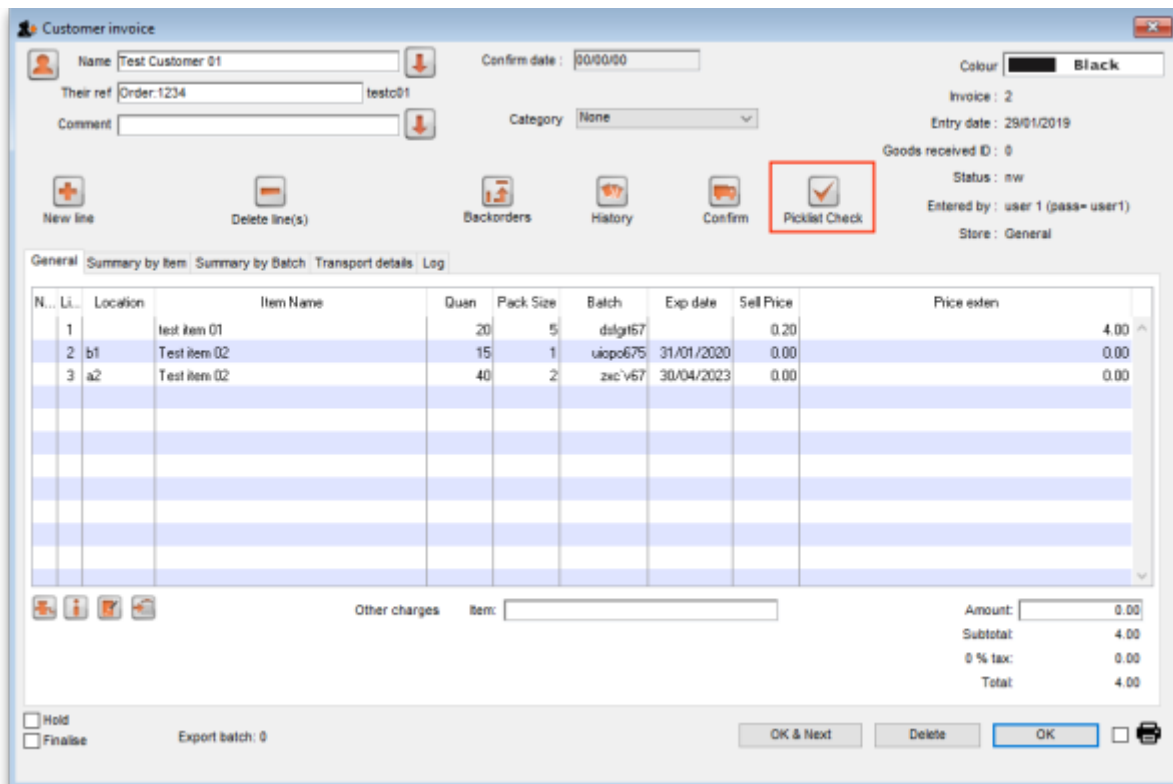 Customer invoice
Name Test Customer 01
Confirm date : 00/00/00
Colour Black
Their ref Order:1234 testc01
Invoice : 2
Comment
Category None
Entry date : 29/01/2019
Goods received ID : 0
Status : nw
Entered by : user 1 (pass= user1)
Store : General
New line Delete line(s) Backorders History Confirm Picklist Check
General Summary by Item Summary by Batch Transport details Log
N... Li... Location Item Name Quan Pack Size Batch Exp date Sell Price Price exten
1 test item 01 20 5 dsfgrt67 0.20 4.00
2 b1 Test item 02 15 1 uiopo675 31/01/2020 0.00 0.00
3 a2 Test item 02 40 2 zxc`v67 30/04/2023 0.00 0.00
Other charges Item: Amount: 0.00
Subtotal: 4.00
0 % tax: 0.00
Total: 4.00
Hold
Finalise Export batch: 0 OK & Next Delete OK